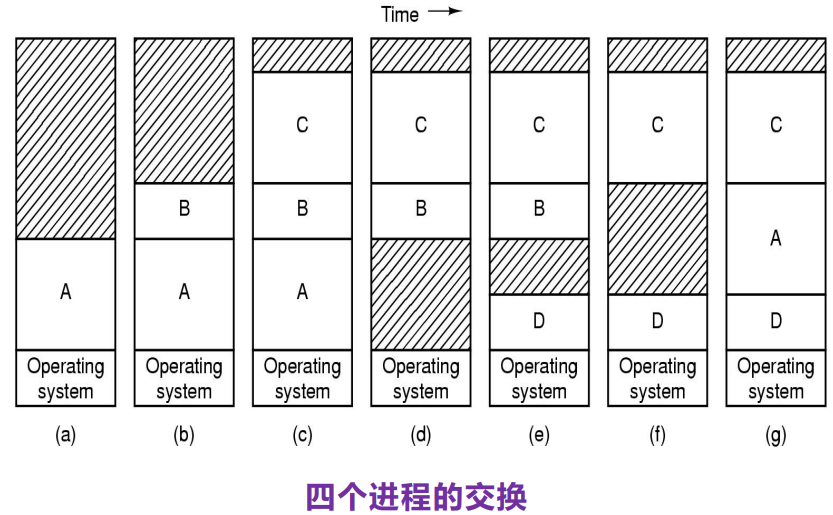 Time
C
C
C
C
C
B
B
B
B
A
A
A
A
D
D
D
Operating system
Operating system
Operating system
Operating system
Operating system
Operating system
Operating system
(a)
(b)
(c)
(d)
(e)
(f)
(g)
四个进程的交换